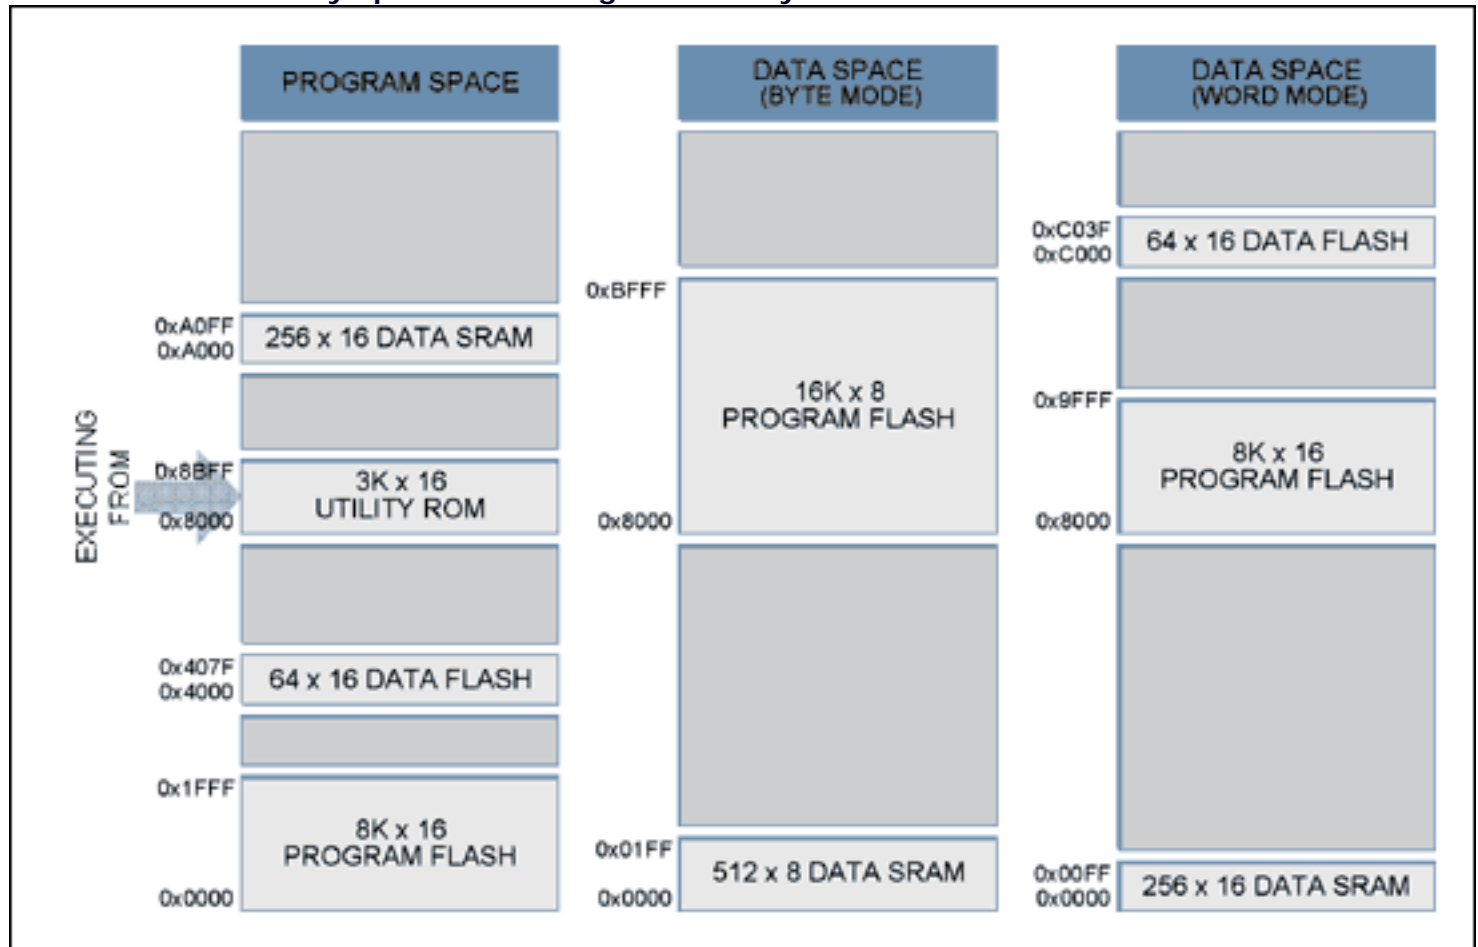 PROGRAM SPACE
0xA0FF
0xA000
256 x 16 DATA SRAM
EXECUTING
FROM
0x8BFF
0x8000
3K x 16
UTILITY ROM
0x407F
0x4000
64 x 16 DATA FLASH
0x1FFF
0x0000
8K x 16
PROGRAM FLASH
DATA SPACE
(BYTE MODE)
0xBFFF
0x8000
16K x 8
PROGRAM FLASH
0x01FF
0x0000
512 x 8 DATA SRAM
DATA SPACE
(WORD MODE)
0xC03F
0xC000
64 x 16 DATA FLASH
0x9FFF
0x8000
8K x 16
PROGRAM FLASH
0x00FF
0x0000
256 x 16 DATA SRAM